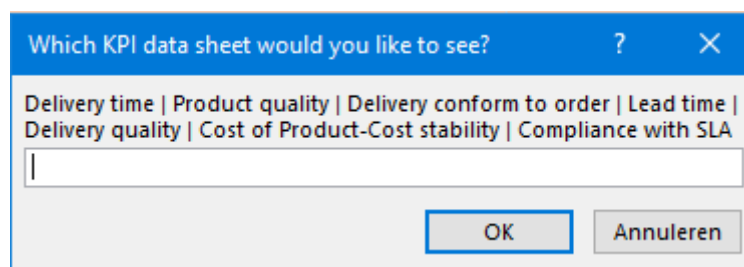 Which KPI data sheet would you like to see? ?
Delivery time | Product quality | Delivery conform to order | Lead time |
Delivery quality | Cost of Product-Cost stability | Compliance with SLA
OK Annuleren